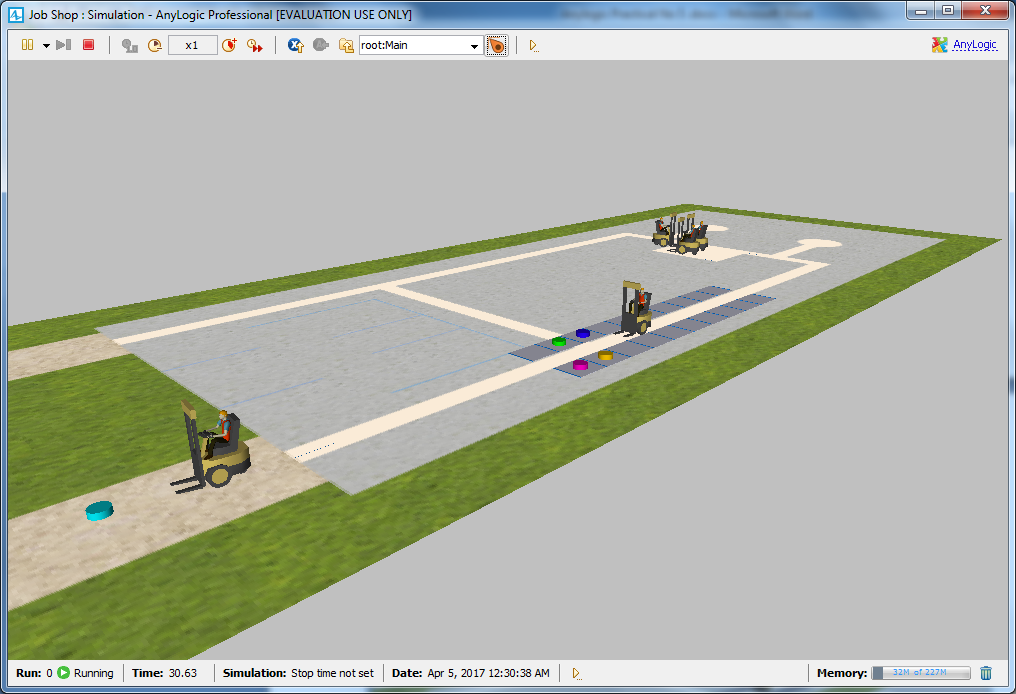 Job Shop : Simulation - AnyLogic Professional [EVALUATION USE ONLY]
x1
root:Main
AnyLogic
Run: 0 Running
Time: 30.63
Simulation: Stop time not set
Date: Apr 5, 2017 12:30:38 AM
Memory: 32M of 227M